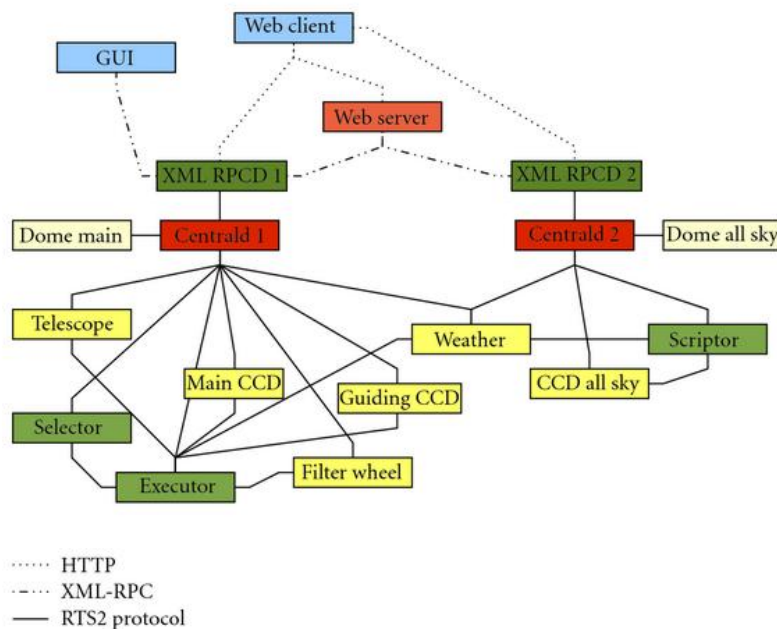 Web client
GUI
Web server
XML RPCD 1
XML RPCD 2
Dome main
Centrald 1
Centrald 2
Dome all sky
Telescope
Weather
Scriptor
Main CCD
CCD all sky
Guiding CCD
Selector
Filter wheel
Executor
HTTP
XML-RPC
RTS2 protocol